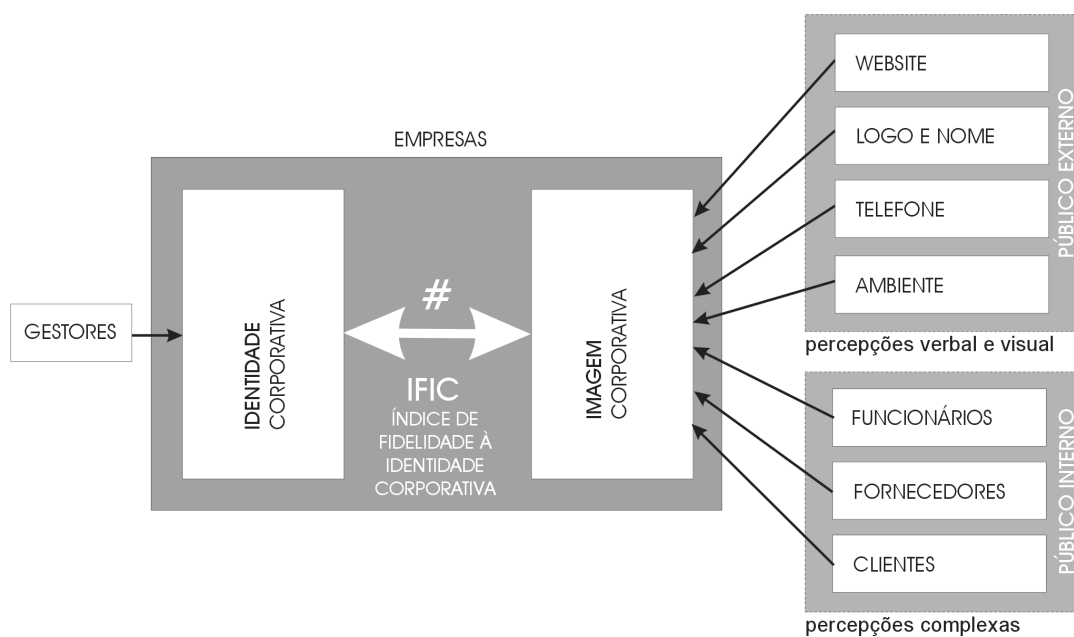 EMPRESAS
GESTORES
IDENTIDADE
CORPORATIVA
#
IFIC
ÍNDICE DE
FIDELIDADE À
IDENTIDADE
CORPORATIVA
IMAGEM
CORPORATIVA
WEBSITE
LOGO E NOME
TELEFONE
AMBIENTE
PÚBLICO EXTERNO
percepções verbal e visual
FUNCIONÁRIOS
FORNECEDORES
CLIENTES
PÚBLICO INTERNO
percepções complexas